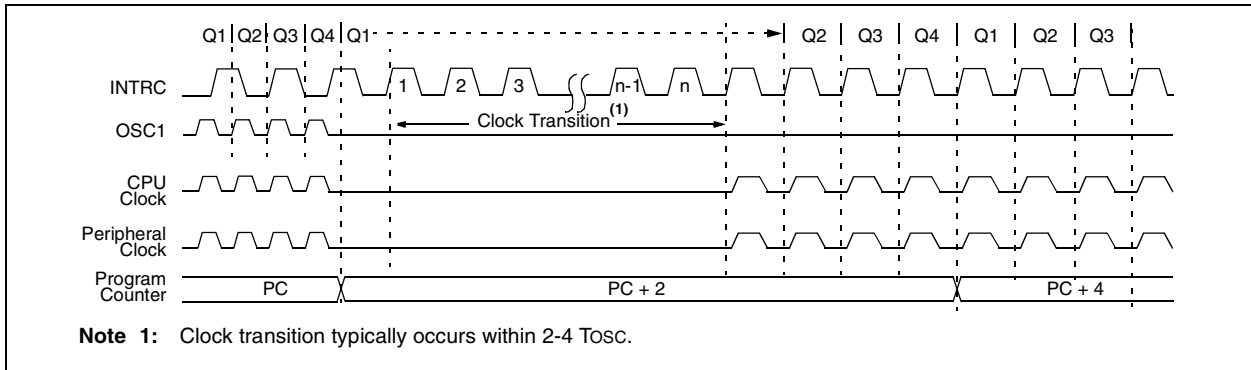 Q1 Q2 Q3 Q4 Q1 Q2 Q3 Q4 Q1 Q2 Q3
INTRC 1 2 3 n-1 n
OSC1 Clock Transition(1)
CPU
Clock
Peripheral
Clock
Program
Counter PC PC + 2 PC + 4
Note 1: Clock transition typically occurs within 2-4 TOSC.